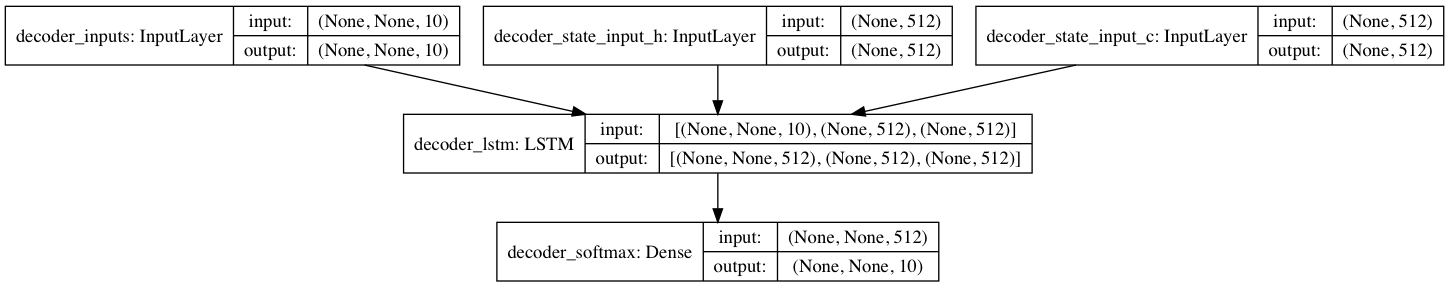 decoder_inputs: InputLayer
input: (None, None, 10)
output: (None, None, 10)
decoder_state_input_h: InputLayer
input: (None, 512)
output: (None, 512)
decoder_state_input_c: InputLayer
input: (None, 512)
output: (None, 512)
decoder_lstm: LSTM
input: [(None, None, 10), (None, 512), (None, 512)]
output: [(None, None, 512), (None, 512), (None, 512)]
decoder_softmax: Dense
input: (None, None, 512)
output: (None, None, 10)